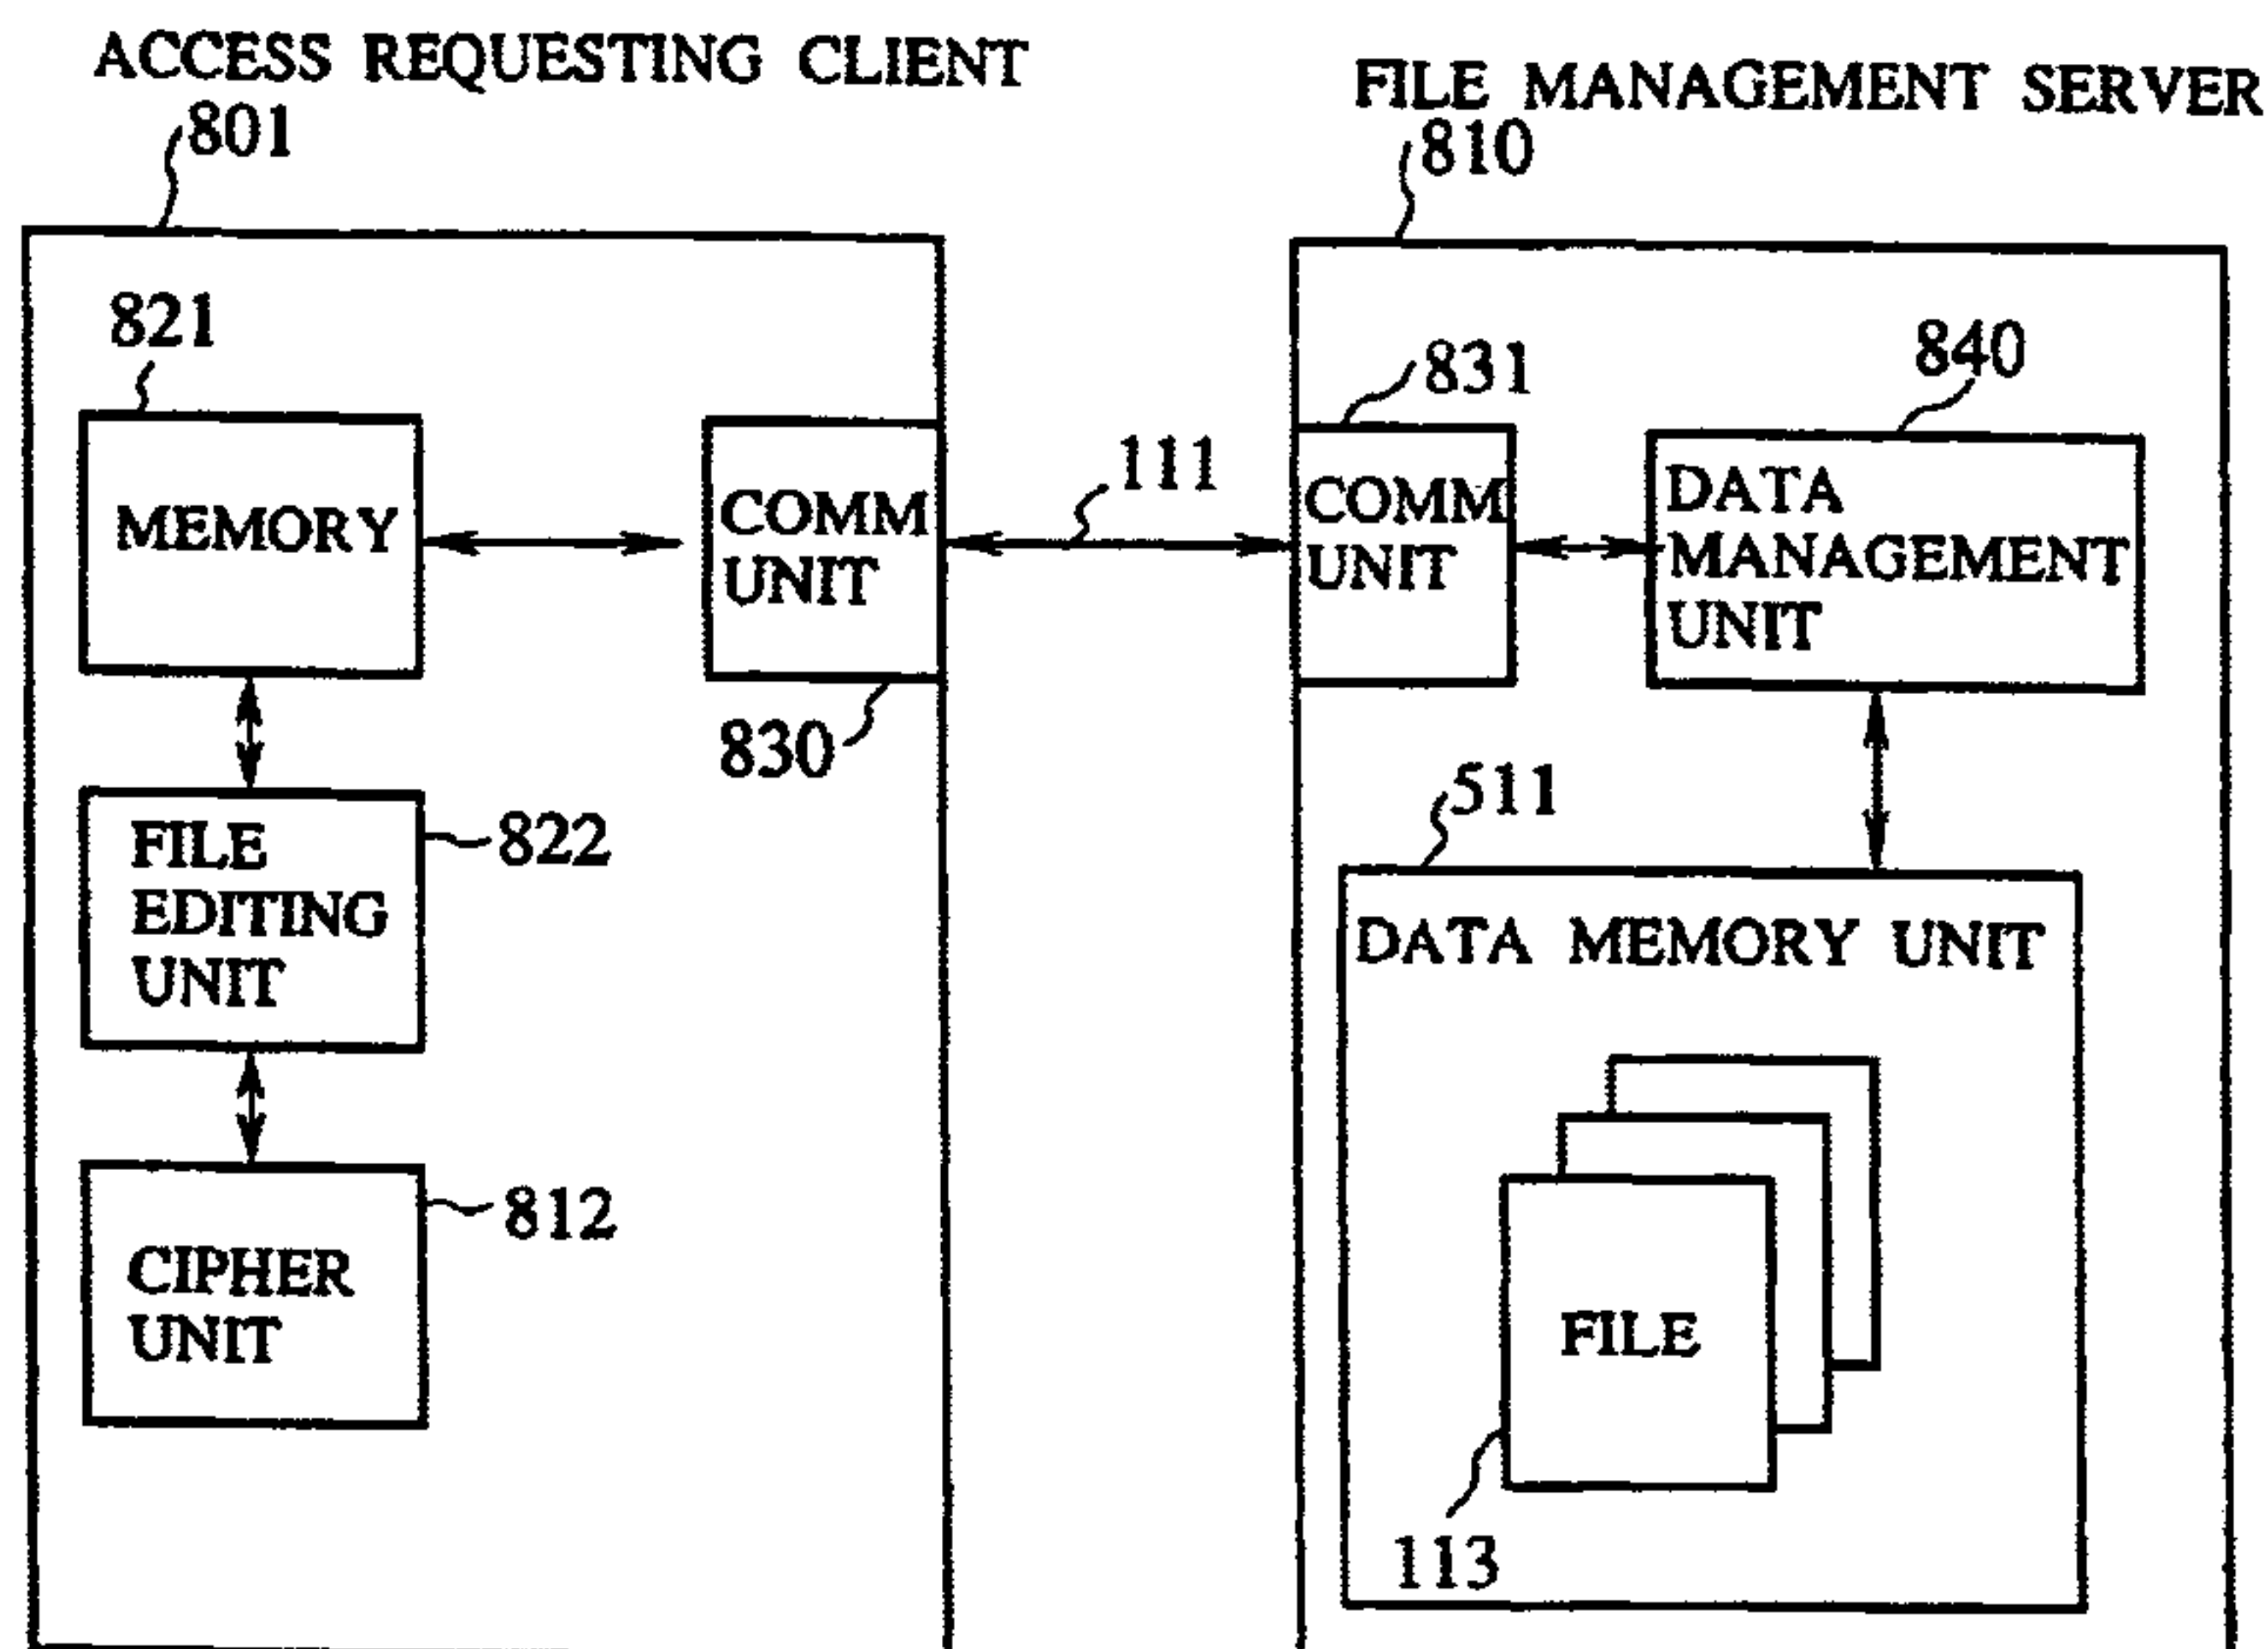 ACCESS REQUESTING CLIENT
801
FILE MANAGEMENT SERVER
810
821
MEMORY
COMM
UNIT
830
111
831
COMM
UNIT
840
DATA
MANAGEMENT
UNIT
FILE
EDITING
UNIT
822
CIPHER
UNIT
812
511
DATA MEMORY UNIT
FILE
113